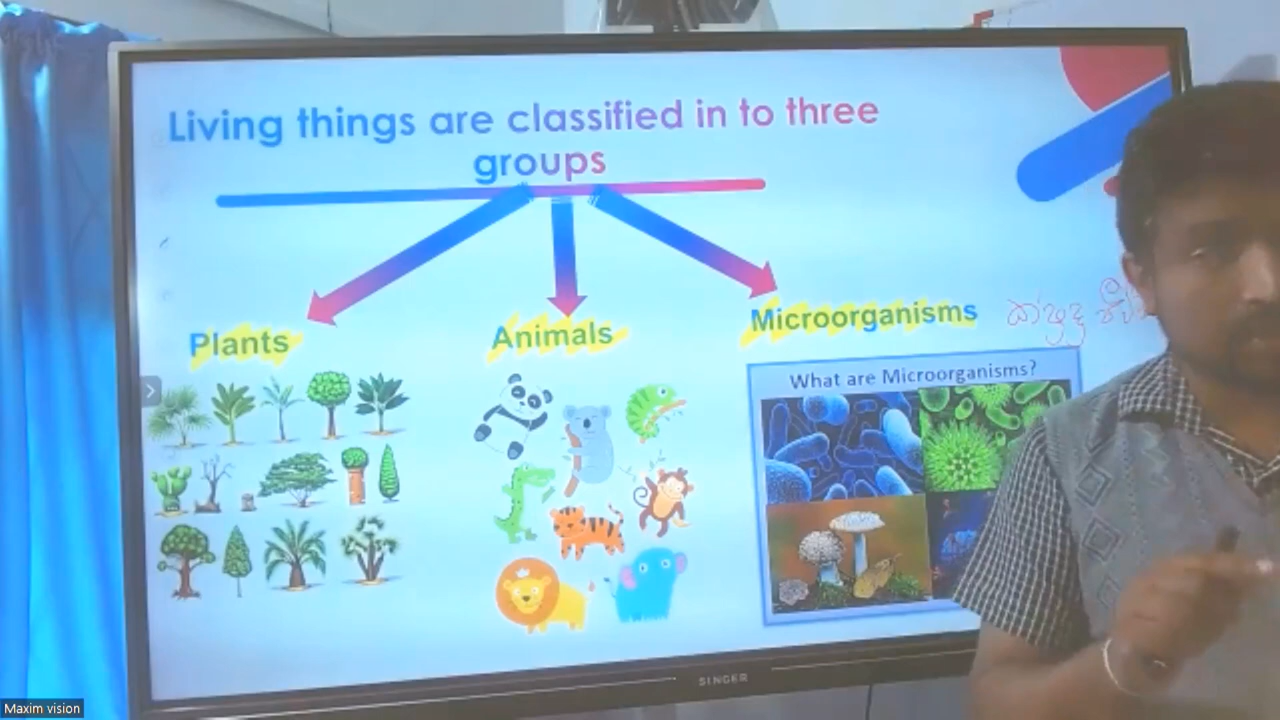 Living things are classified in to three
groups
Plants
Animals
Microorganisms
ක්ෂුද්‍ර
What are Microorganisms?
SINGER
Maxim vision